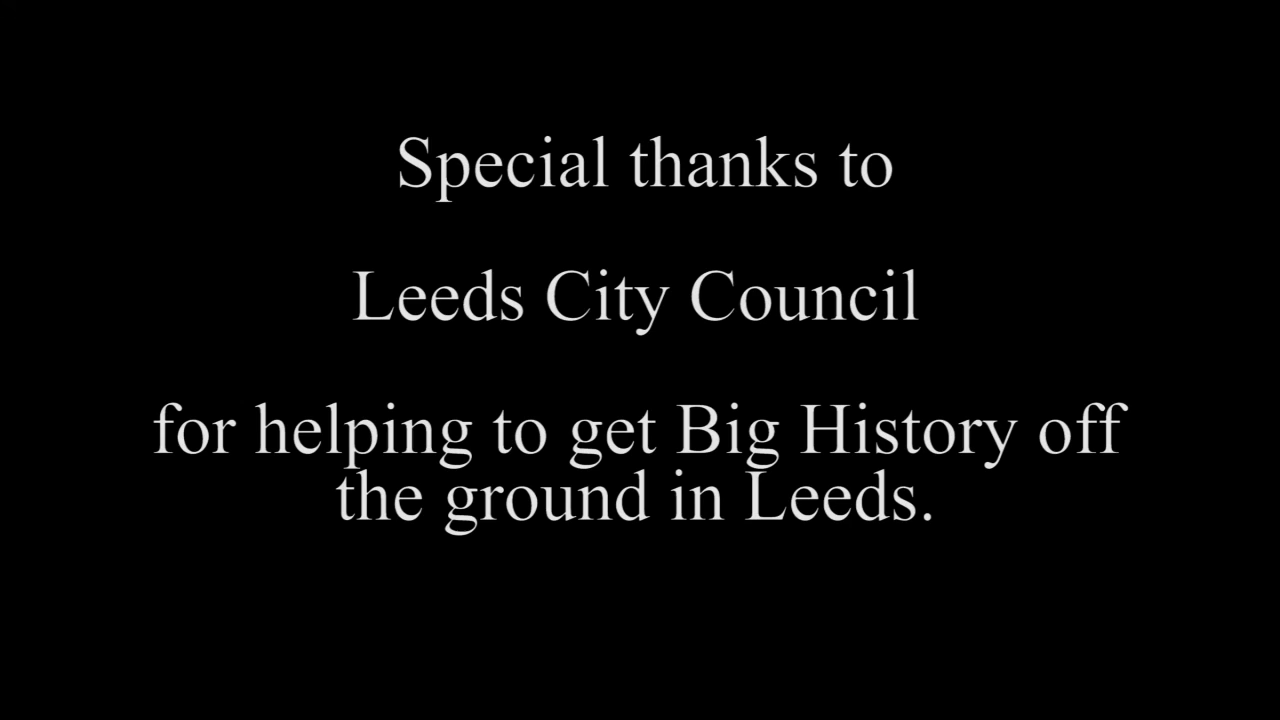 Special thanks to
Leeds City Council
for helping to get Big History off
the ground in Leeds.